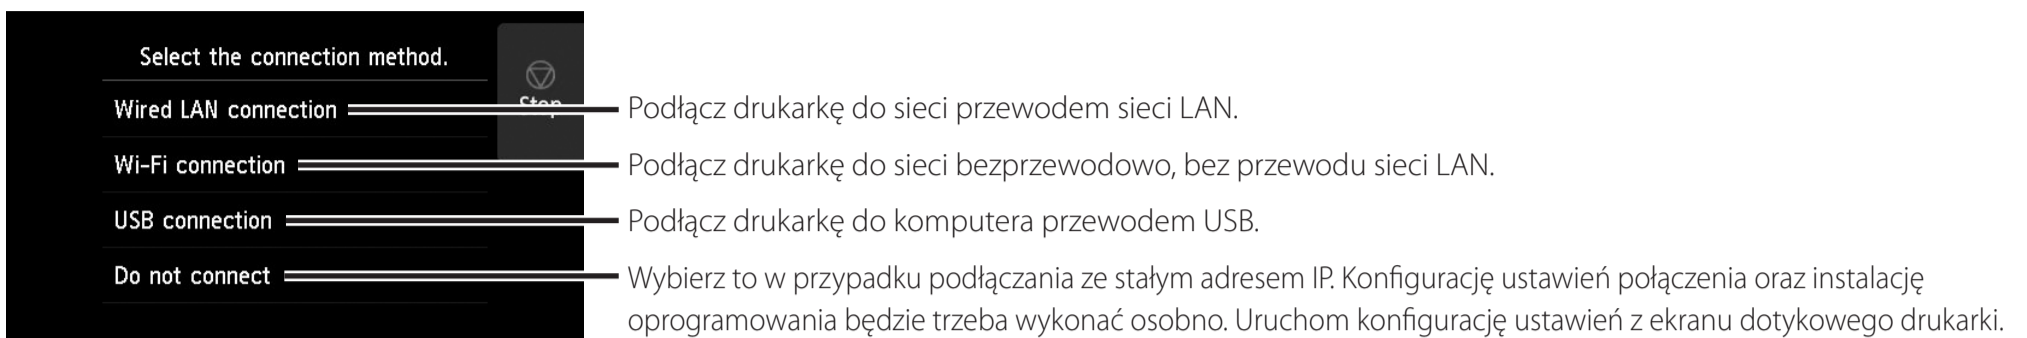 Select the connection method.
Stop
Wired LAN connection Podłącz drukarkę do sieci przewodem sieci LAN.
Wi-Fi connection Podłącz drukarkę do sieci bezprzewodowo, bez przewodu sieci LAN.
USB connection Podłącz drukarkę do komputera przewodem USB.
Do not connect Wybierz to w przypadku podłączania ze stałym adresem IP. Konfigurację ustawień połączenia oraz instalację
oprogramowania będzie trzeba wykonać osobno. Uruchom konfigurację ustawień z ekranu dotykowego drukarki.